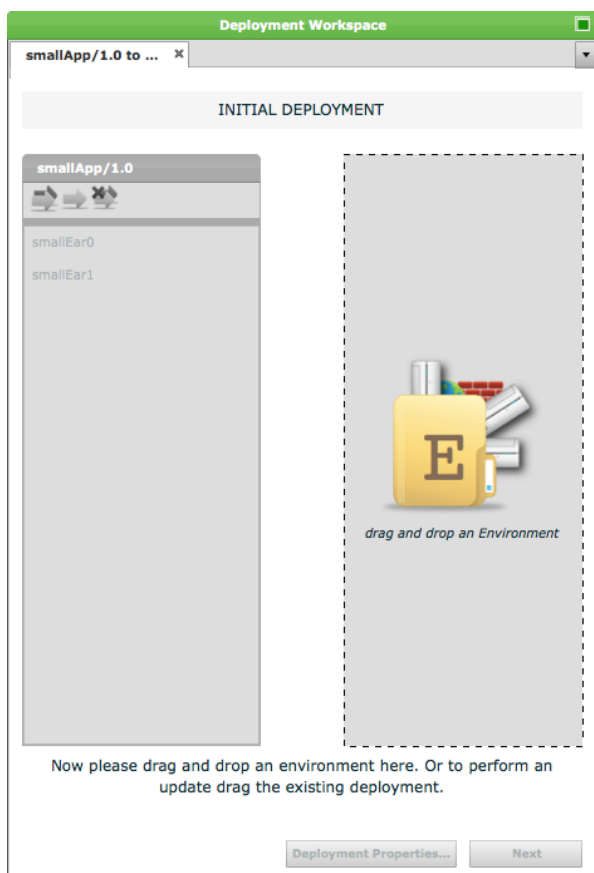 Deployment Workspace
smallApp/1.0 to ...
INITIAL DEPLOYMENT
smallApp/1.0
smallEar0
smallEar1
E
drag and drop an Environment
Now please drag and drop an environment here. Or to perform an
update drag the existing deployment.
Deployment Properties...
Next